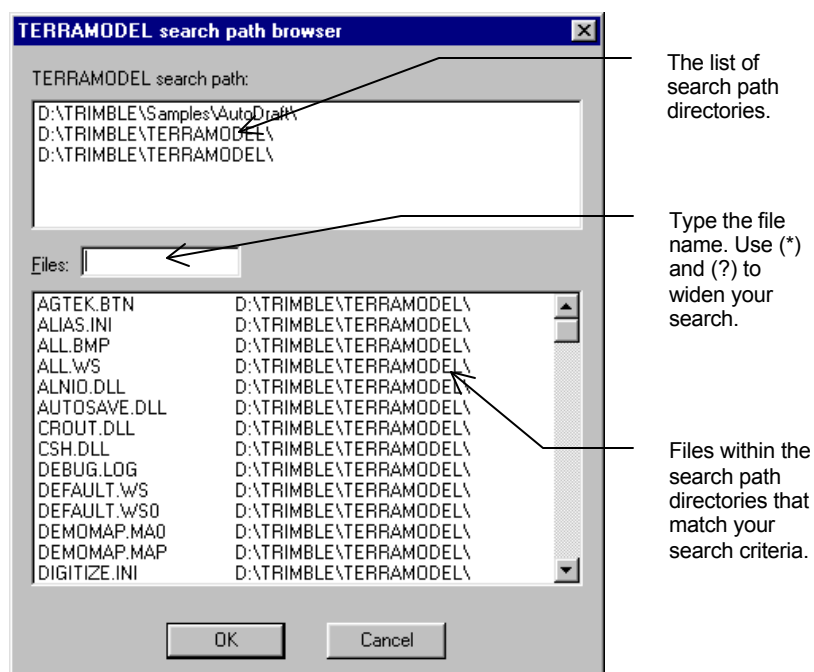 TERRAMODEL search path browser
TERRAMODEL search path:
D:\TRIMBLE\Samples\AutoDraft\
D:\TRIMBLE\TERRAMODEL\
D:\TRIMBLE\TERRAMODEL\
The list of
search path
directories.
Files:
Type the file
name. Use (*)
and (?) to
widen your
search.
AGTEK.BTN D:\TRIMBLE\TERRAMODEL\
ALIAS.INI D:\TRIMBLE\TERRAMODEL\
ALL.BMP D:\TRIMBLE\TERRAMODEL\
ALL.WS D:\TRIMBLE\TERRAMODEL\
ALNIO.DLL D:\TRIMBLE\TERRAMODEL\
AUTOSAVE.DLL D:\TRIMBLE\TERRAMODEL\
CROUT.DLL D:\TRIMBLE\TERRAMODEL\
CSH.DLL D:\TRIMBLE\TERRAMODEL\
DEBUG.LOG D:\TRIMBLE\TERRAMODEL\
DEFAULT.WS D:\TRIMBLE\TERRAMODEL\
DEFAULT.WS0 D:\TRIMBLE\TERRAMODEL\
DEMOMAP.MA0 D:\TRIMBLE\TERRAMODEL\
DEMOMAP.MAP D:\TRIMBLE\TERRAMODEL\
DIGITIZE.INI D:\TRIMBLE\TERRAMODEL\
Files within the
search path
directories that
match your
search criteria.
OK Cancel